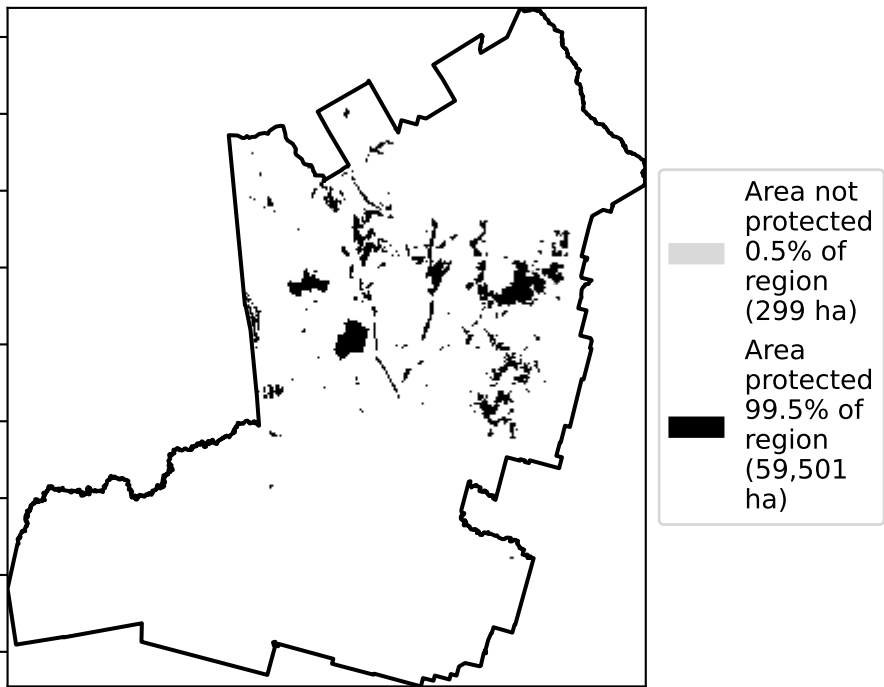 Area not
protected
0.5% of
region
(299 ha)
Area
protected
99.5% of
region
(59,501
ha)